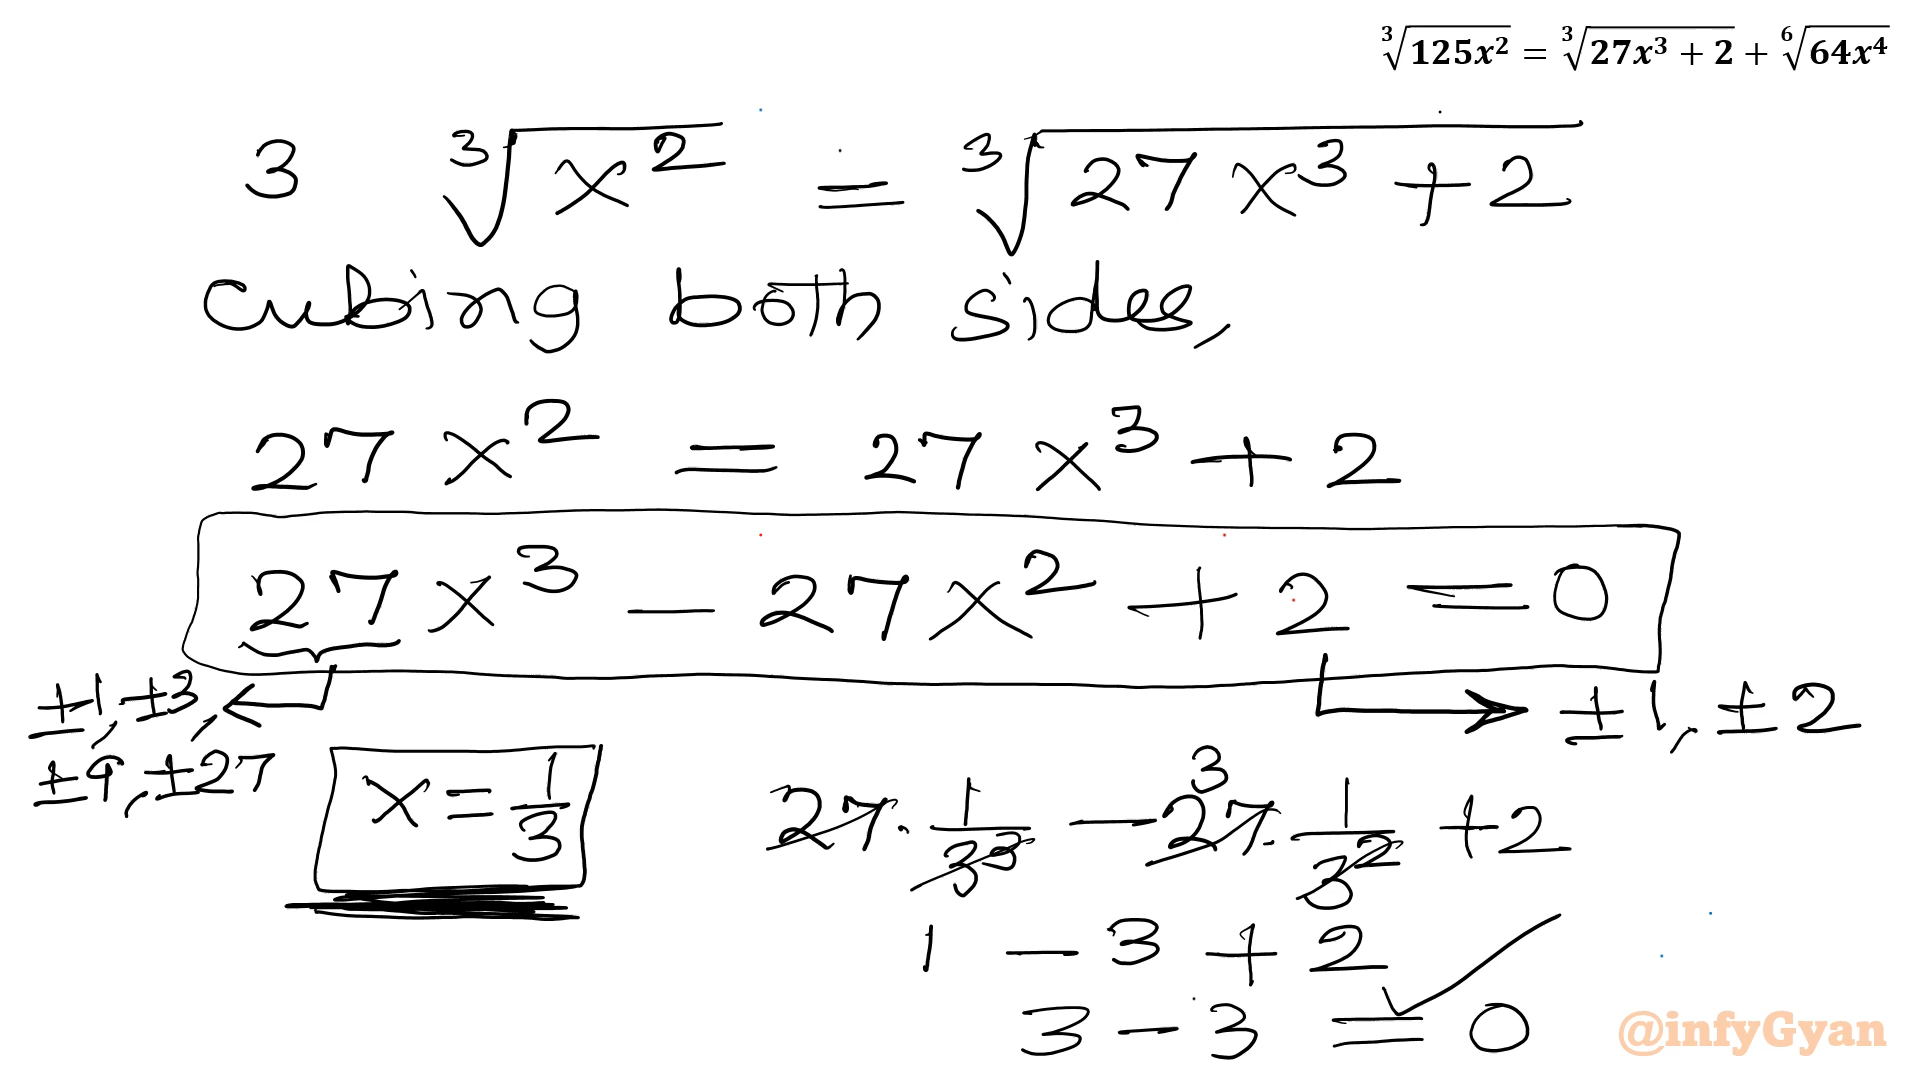 ∛125x² = ∛27x³ + 2 + ⁶√64x⁴
3 ∛x² = ∛27x³ + 2
cubing both sides,
27x² = 27x³ + 2
27x³ - 27x² + 2 = 0
±1, ±3,
±9, ±27
±1, ±2
x = 1/3
3
27 · 1/3³ - 27 · 1/3² + 2
1 - 3 + 2
3 - 3 = 0
@infyGyan